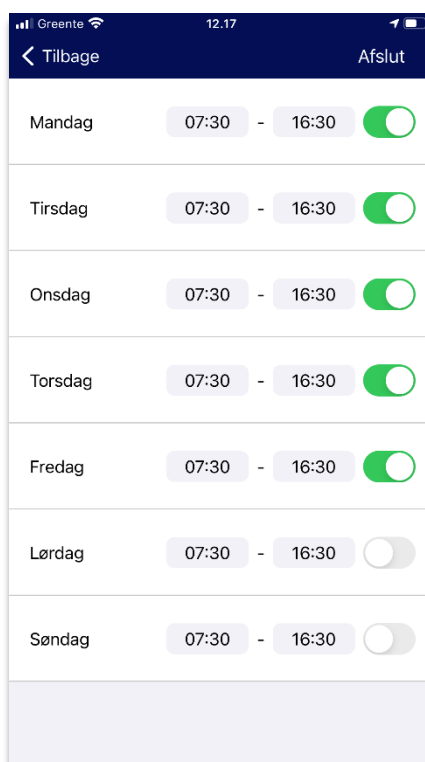 Greente 12.17
Tilbage Afslut
Mandag 07:30 - 16:30
Tirsdag 07:30 - 16:30
Onsdag 07:30 - 16:30
Torsdag 07:30 - 16:30
Fredag 07:30 - 16:30
Lørdag 07:30 - 16:30
Søndag 07:30 - 16:30